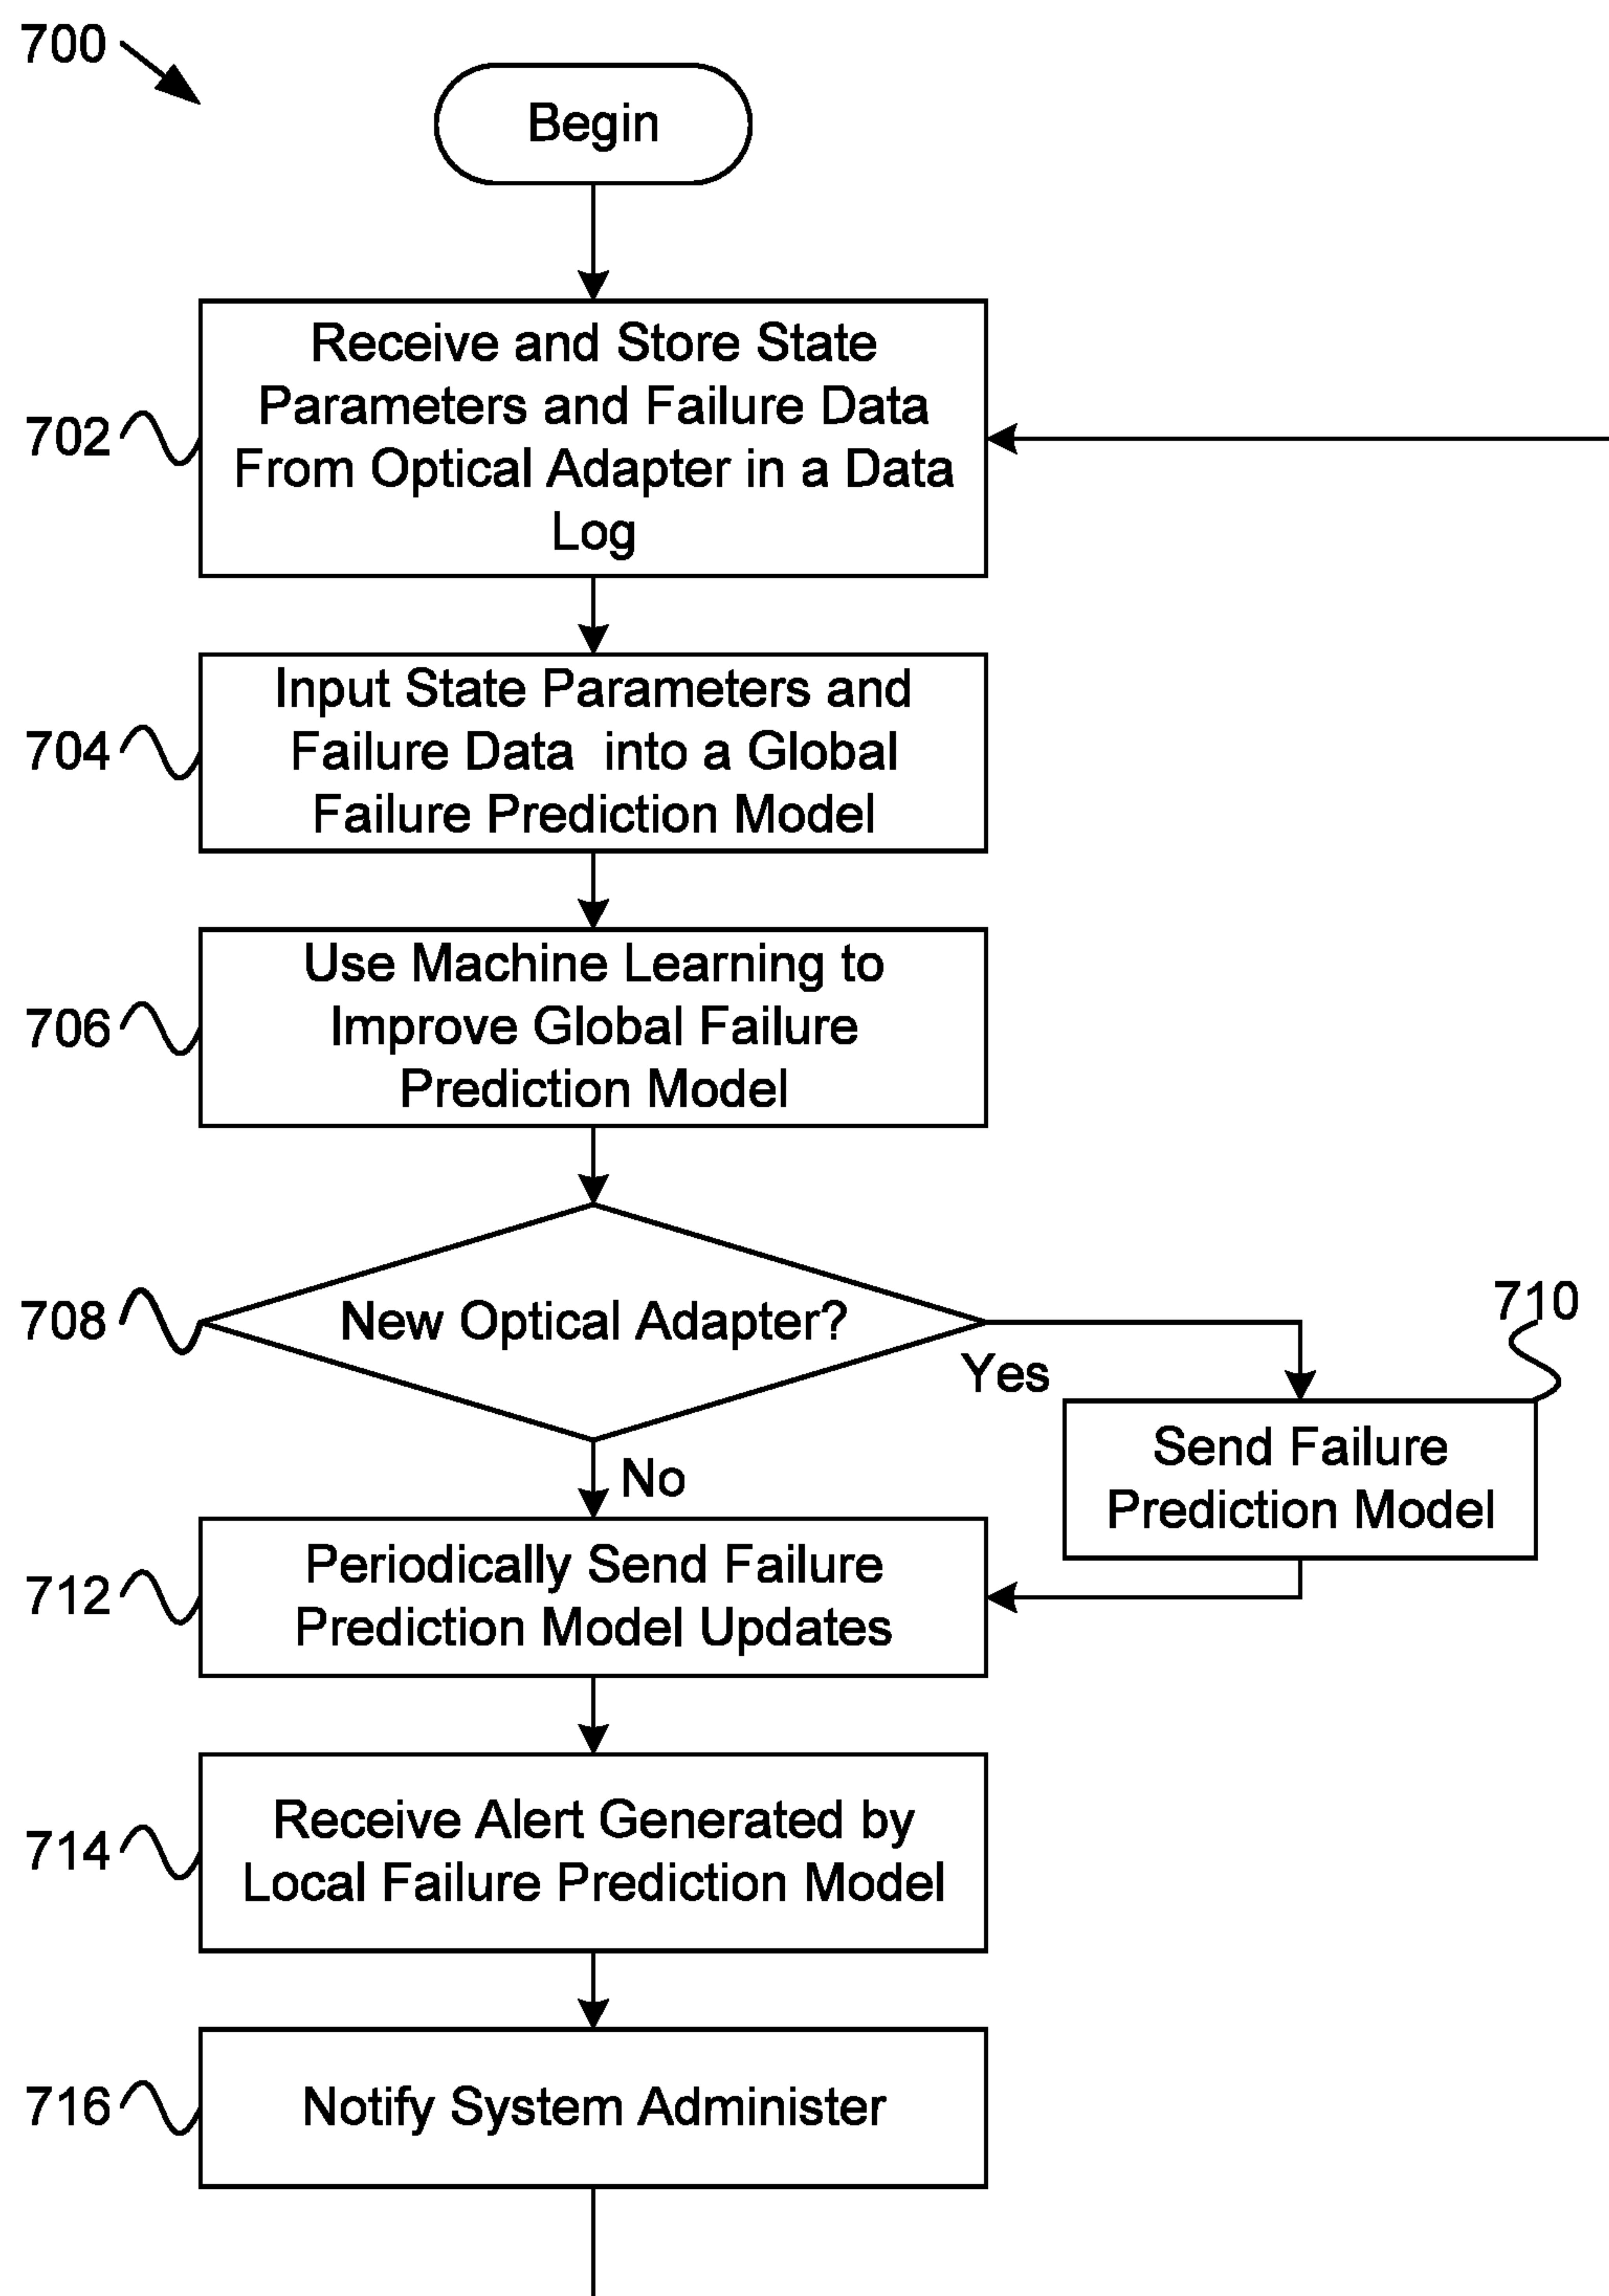 700
Begin
702
Receive and Store State
Parameters and Failure Data
From Optical Adapter in a Data
Log
704
Input State Parameters and
Failure Data into a Global
Failure Prediction Model
706
Use Machine Learning to
Improve Global Failure
Prediction Model
708
New Optical Adapter?
Yes
No
710
Send Failure
Prediction Model
712
Periodically Send Failure
Prediction Model Updates
714
Receive Alert Generated by
Local Failure Prediction Model
716
Notify System Administer